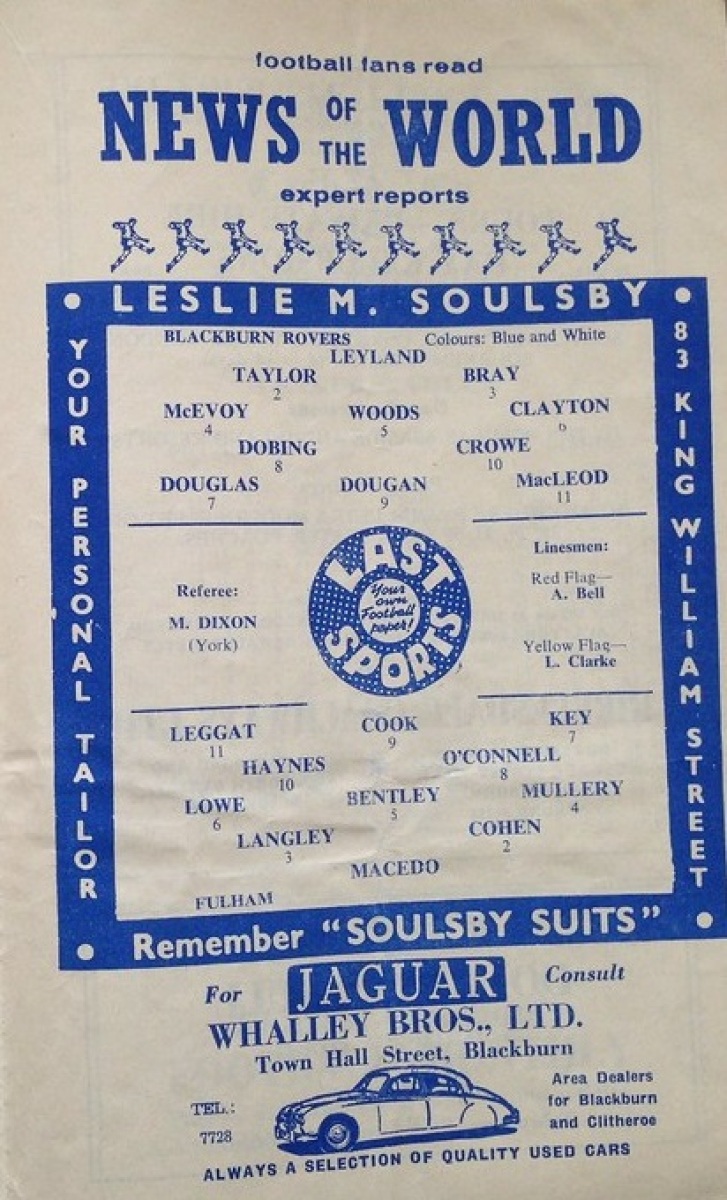 football fans read
NEWS OF THE WORLD
expert reports
• LESLIE M. SOULSBY •
YOUR PERSONAL TAILOR
83 KING WILLIAM STREET
BLACKBURN ROVERS Colours: Blue and White
LEYLAND
TAYLOR BRAY
2 3
McEVOY WOODS CLAYTON
4 5 6
DOBING CROWE
8 10
DOUGLAS DOUGAN MacLEOD
7 9 11
Referee:
M. DIXON
(York)
LAST SPORTS
Your
own
Football
paper!
Linesmen:
Red Flag—
A. Bell
Yellow Flag—
L. Clarke
LEGGAT COOK KEY
11 9 7
HAYNES O'CONNELL
10 8
LOWE BENTLEY MULLERY
6 5 4
LANGLEY COHEN
3 2
MACEDO
FULHAM
• Remember "SOULSBY SUITS" •
For JAGUAR Consult
WHALLEY BROS., LTD.
Town Hall Street, Blackburn
TEL.:
7728
Area Dealers
for Blackburn
and Clitheroe
ALWAYS A SELECTION OF QUALITY USED CARS